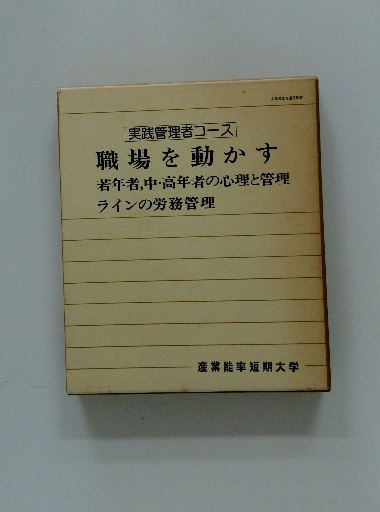 実践管理者コース
職場を動かす
若年者,中·高年者の心理と管理
ラインの労務管理
産業能率短期大学